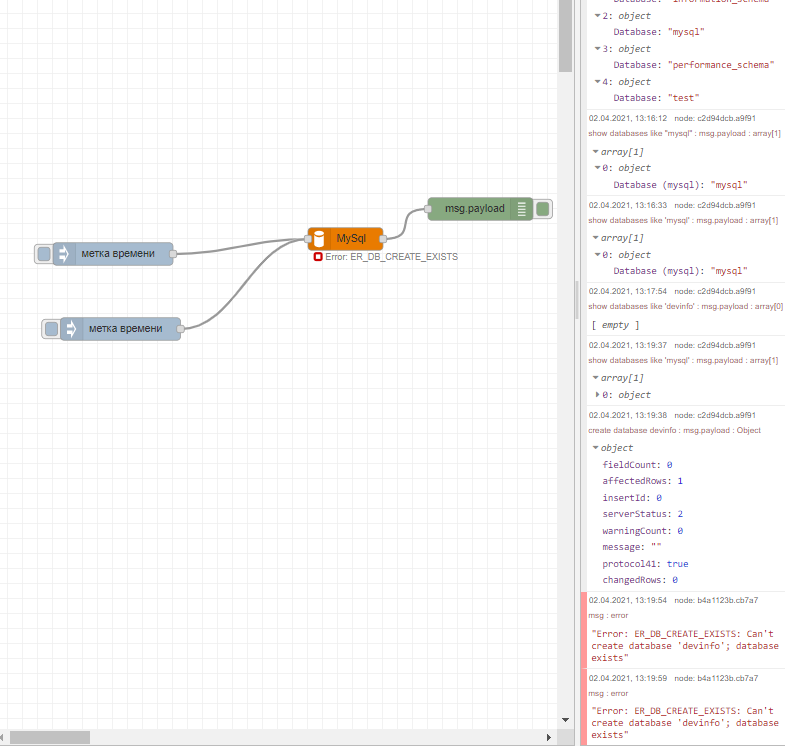 msg.payload
MySql
Error: ER_DB_CREATE_EXISTS
метка времени
метка времени
Database: "information_schema"
2: object
Database: "mysql"
3: object
Database: "performance_schema"
4: object
Database: "test"
02.04.2021, 13:16:12 node: c2d94dcb.a9f91
show databases like "mysql" : msg.payload : array[1]
array[1]
0: object
Database (mysql): "mysql"
02.04.2021, 13:16:33 node: c2d94dcb.a9f91
show databases like 'mysql' : msg.payload : array[1]
array[1]
0: object
Database (mysql): "mysql"
02.04.2021, 13:17:54 node: c2d94dcb.a9f91
show databases like 'devinfo' : msg.payload : array[0]
[ empty ]
02.04.2021, 13:19:37 node: c2d94dcb.a9f91
show databases like 'mysql' : msg.payload : array[1]
array[1]
0: object
02.04.2021, 13:19:38 node: c2d94dcb.a9f91
create database devinfo : msg.payload : Object
object
fieldCount: 0
affectedRows: 1
insertId: 0
serverStatus: 2
warningCount: 0
message: ""
protocol41: true
changedRows: 0
02.04.2021, 13:19:54 node: b4a1123b.cb7a7
msg : error
"Error: ER_DB_CREATE_EXISTS: Can't
create database 'devinfo'; database
exists"
02.04.2021, 13:19:59 node: b4a1123b.cb7a7
msg : error
"Error: ER_DB_CREATE_EXISTS: Can't
create database 'devinfo'; database
exists"